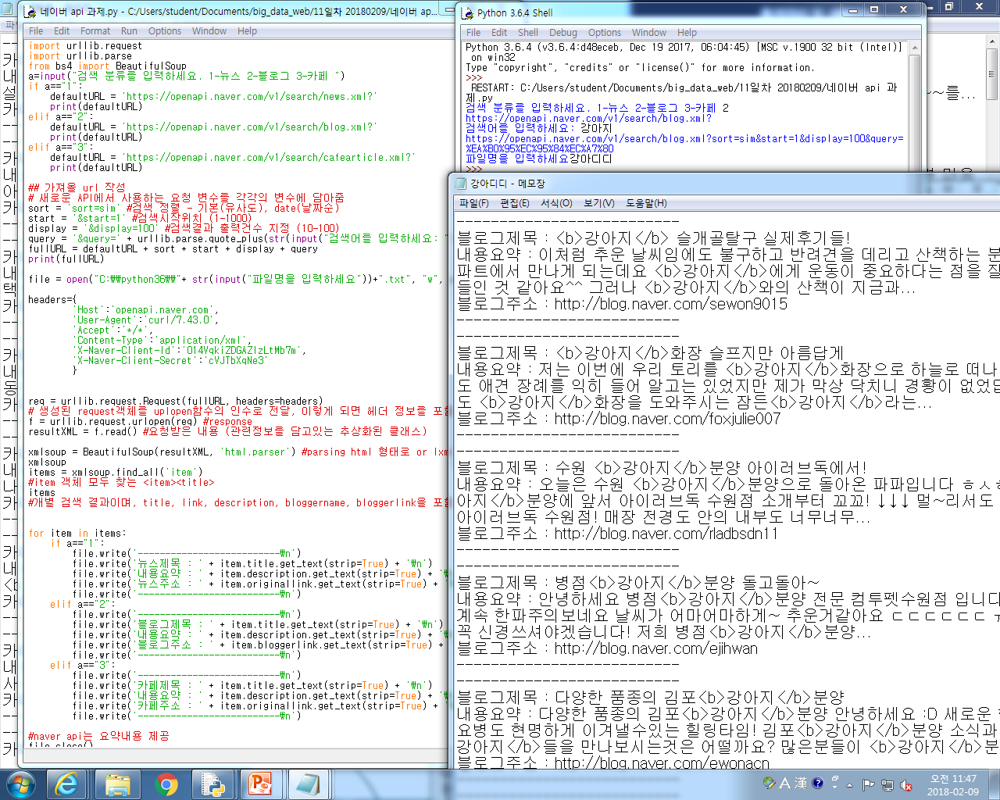 네이버 api 과제.py - C:/Users/student/Documents/big_data_web/11일차 20180209/네이버 ap...
File Edit Format Run Options Window Help
import urllib.request
import urllib.parse
from bs4 import BeautifulSoup
a=input("검색 분류를 입력하세요. 1-뉴스 2-블로그 3-카페 ")
if a=="1":
defaultURL = 'https://openapi.naver.com/v1/search/news.xml?'
print(defaultURL)
elif a=="2":
defaultURL = 'https://openapi.naver.com/v1/search/blog.xml?'
print(defaultURL)
elif a=="3":
defaultURL = 'https://openapi.naver.com/v1/search/cafearticle.xml?'
print(defaultURL)
## 가져올 url 작성
# 새로운 API에서 사용하는 요청 변수를 각각의 변수에 담아줌
sort = 'sort=sim' #검색 정렬 - 기본(유사도), date(날짜순)
start = '&start=1' #검색시작위치 (1-1000)
display = '&display=100' #검색결과 출력건수 지정 (10-100)
query = '&query=' + urllib.parse.quote_plus(str(input("검색어를 입력하세요: "
fullURL = defaultURL + sort + start + display + query
print(fullURL)
file = open("C:₩₩python36₩₩"+ str(input("파일명을 입력하세요"))+".txt", "w",
headers={
'Host':'openapi.naver.com',
'User-Agent':'curl/7.43.0',
'Accept':'*/*',
'Content-Type':'application/xml',
'X-Naver-Client-Id':'O14VqkiZDGAZIzLtMb7m',
'X-Naver-Client-Secret':'cVJTbXqNe3'
}
req = urllib.request.Request(fullURL, headers=headers)
# 생성된 request객체를 uplopen함수의 인수로 전달, 이렇게 되면 헤더 정보를 포함
f = urllib.request.urlopen(req) #response
resultXML = f.read() #요청받은 내용 (관련정보를 담고있는 추상화된 클래스)
xmlsoup = BeautifulSoup(resultXML, 'html.parser') #parsing html 형태로 or lxm
xmlsoup
items = xmlsoup.find_all('item')
#item 객체 모두 찾는 <item><title>
items
#개별 검색 결과이며, title, link, description, bloggername, bloggerlink을 포함
for item in items:
if a=="1":
file.write('--------------------------₩n')
file.write('뉴스제목 : ' + item.title.get_text(strip=True) + '₩n')
file.write('내용요약 : ' + item.description.get_text(strip=True) + '₩
file.write('뉴스주소 : ' + item.originallink.get_text(strip=True) + '
file.write('--------------------------₩n')
elif a=="2":
file.write('--------------------------₩n')
file.write('블로그제목 : ' + item.title.get_text(strip=True) + '₩n')
file.write('내용요약 : ' + item.description.get_text(strip=True) + '₩
file.write('블로그주소 : ' + item.bloggerlink.get_text(strip=True) +
file.write('--------------------------₩n')
elif a=="3":
file.write('--------------------------₩n')
file.write('카페제목 : ' + item.title.get_text(strip=True) + '₩n')
file.write('내용요약 : ' + item.description.get_text(strip=True) + '₩
file.write('카페주소 : ' + item.originallink.get_text(strip=True) + '
file.write('--------------------------₩n')
#naver api는 요약내용 제공
file.close()
Python 3.6.4 Shell
File Edit Shell Debug Options Window Help
Python 3.6.4 (v3.6.4:d48eceb, Dec 19 2017, 06:04:45) [MSC v.1900 32 bit (Intel)]
on win32
Type "copyright", "credits" or "license()" for more information.
>>>
RESTART: C:/Users/student/Documents/big_data_web/11일차 20180209/네이버 api 과
제.py
검색 분류를 입력하세요. 1-뉴스 2-블로그 3-카페 2
https://openapi.naver.com/v1/search/blog.xml?
검색어를 입력하세요: 강아지
https://openapi.naver.com/v1/search/blog.xml?sort=sim&start=1&display=100&query=
%EA%B0%95%EC%95%84%EC%A7%80
파일명을 입력하세요강아디디
>>>
~~를...
강아디디 - 메모장
파일(F) 편집(E) 서식(O) 보기(V) 도움말(H)
--------------------------
블로그제목 : <b>강아지</b> 슬개골탈구 실제후기들!
내용요약 : 이처럼 추운 날씨임에도 불구하고 반려견을 데리고 산책하는 분
파트에서 만나게 되는데요 <b>강아지</b>에게 운동이 중요하다는 점을 잘
들인 것 같아요^^ 그러나 <b>강아지</b>와의 산책이 지금과...
블로그주소 : http://blog.naver.com/sewon9015
--------------------------
--------------------------
블로그제목 : <b>강아지</b>화장 슬프지만 아름답게
내용요약 : 저는 이번에 우리 토리를 <b>강아지</b>화장으로 하늘로 떠나
도 애견 장례를 익히 들어 알고는 있었지만 제가 막상 닥치니 경황이 없었던
도 <b>강아지</b>화장을 도와주시는 잠든<b>강아지</b>라는...
블로그주소 : http://blog.naver.com/foxjulie007
--------------------------
--------------------------
블로그제목 : 수원 <b>강아지</b>분양 아이러브독에서!
내용요약 : 오늘은 수원 <b>강아지</b>분양으로 돌아온 파파입니다 ㅎㅅㅎ
아지</b>분양에 앞서 아이러브독 수원점 소개부터 꼬꼬! ↓↓↓ 멀~리서도
아이러브독 수원점! 매장 전경도 안의 내부도 너무너무...
블로그주소 : http://blog.naver.com/rladbsdn11
--------------------------
--------------------------
블로그제목 : 병점<b>강아지</b>분양 돌고돌아~
내용요약 : 안녕하세요 병점<b>강아지</b>분양 전문 컴투펫수원점 입니다
계속 한파주의보네요 날씨가 어마어마하게~ 추운거같아요 ㄷㄷㄷㄷㄷㄷ
꼭 신경쓰셔야겠습니다! 저희 병점<b>강아지</b>분양...
블로그주소 : http://blog.naver.com/ejihwan
--------------------------
--------------------------
블로그제목 : 다양한 품종의 김포<b>강아지</b>분양
내용요약 : 다양한 품종의 김포<b>강아지</b>분양 안녕하세요 :D 새로운
요병도 현명하게 이겨낼수있는 힐링타임! 김포<b>강아지</b>분양 소식과
강아지</b>들을 만나보시는것은 어떨까요? 많은분들이 <b>강아지</b>분
블로그주소 : http://blog.naver.com/ewonacn
A 漢
오전 11:47
2018-02-09